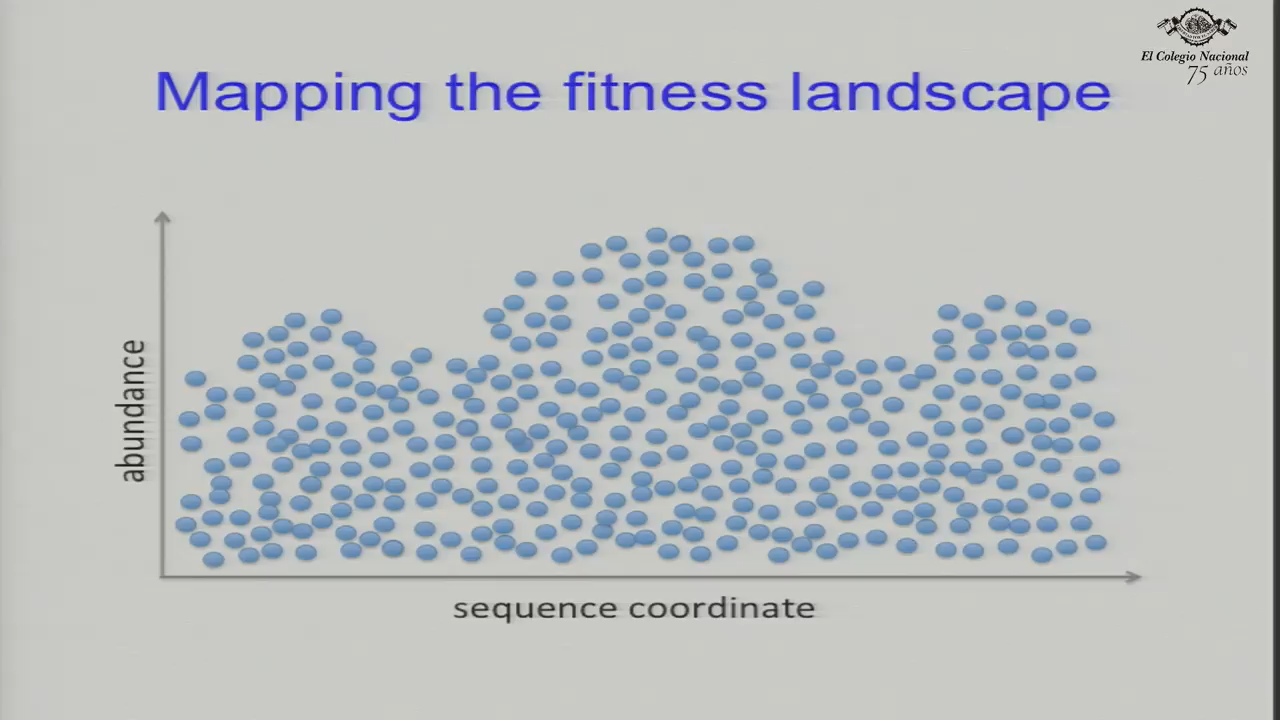 El Colegio Nacional
75 años
Mapping the fitness landscape
abundance
sequence coordinate